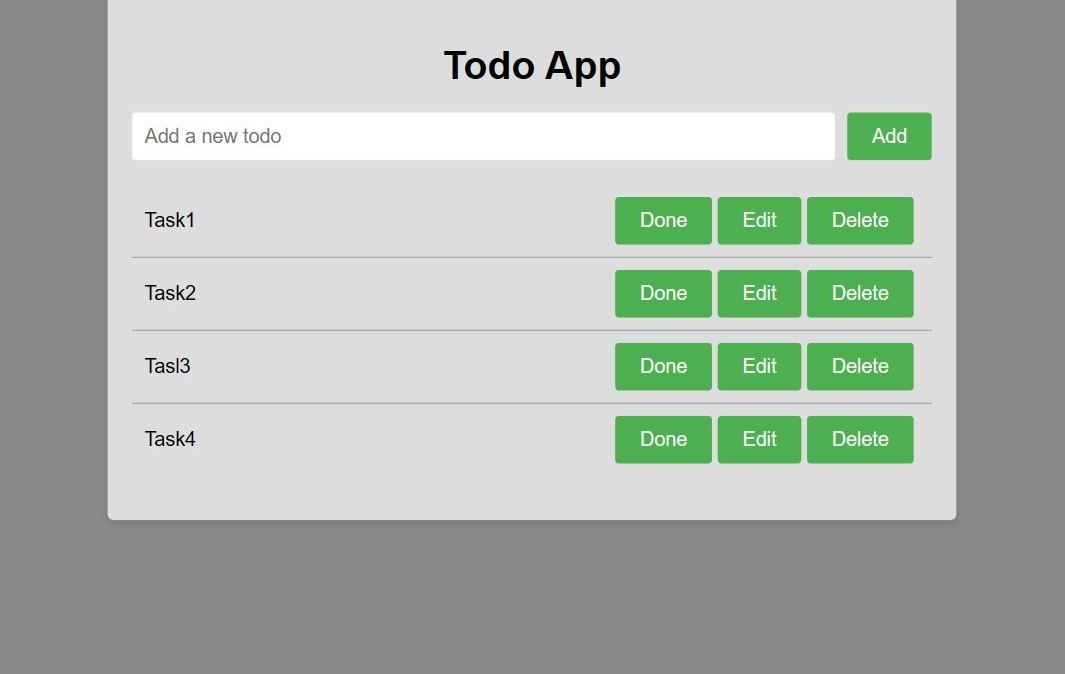 Todo App
Add a new todo Add
Task1 Done Edit Delete
Task2 Done Edit Delete
Tasl3 Done Edit Delete
Task4 Done Edit Delete